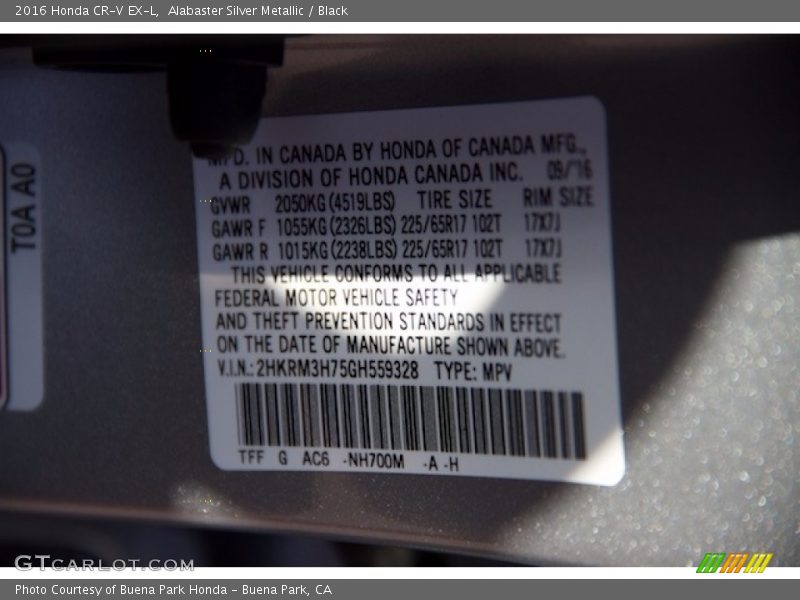 2016 Honda CR-V EX-L, Alabaster Silver Metallic / Black
MFD. IN CANADA BY HONDA OF CANADA MFG.,
A DIVISION OF HONDA CANADA INC. 09/16
GVWR 2050KG (4519LBS) TIRE SIZE RIM SIZE
GAWR F 1055KG (2326LBS) 225/65R17 102T 17X7J
GAWR R 1015KG (2238LBS) 225/65R17 102T 17X7J
THIS VEHICLE CONFORMS TO ALL APPLICABLE
FEDERAL MOTOR VEHICLE SAFETY
AND THEFT PREVENTION STANDARDS IN EFFECT
ON THE DATE OF MANUFACTURE SHOWN ABOVE.
V.I.N.: 2HKRM3H75GH559328 TYPE: MPV
TFF G AC6 -NH700M -A -H
T0A A0
GTCARLOT.COM
Photo Courtesy of Buena Park Honda - Buena Park, CA